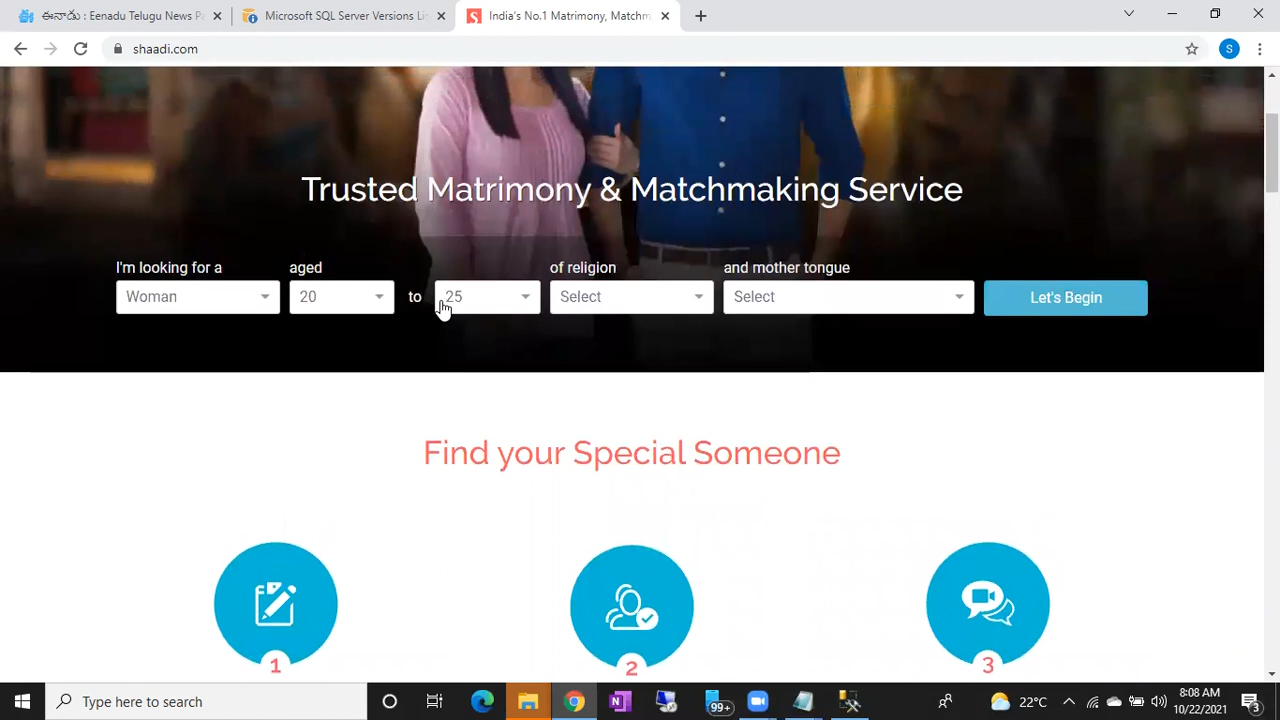 ఈనాడు : Eenadu Telugu News Pa
Microsoft SQL Server Versions Li
India's No.1 Matrimony, Matchm
shaadi.com
S
Trusted Matrimony & Matchmaking Service
I'm looking for a
aged
of religion
and mother tongue
Woman
20
to
25
Select
Select
Let's Begin
Find your Special Someone
1
2
3
Type here to search
99+
22°C
8:08 AM
10/22/2021
3